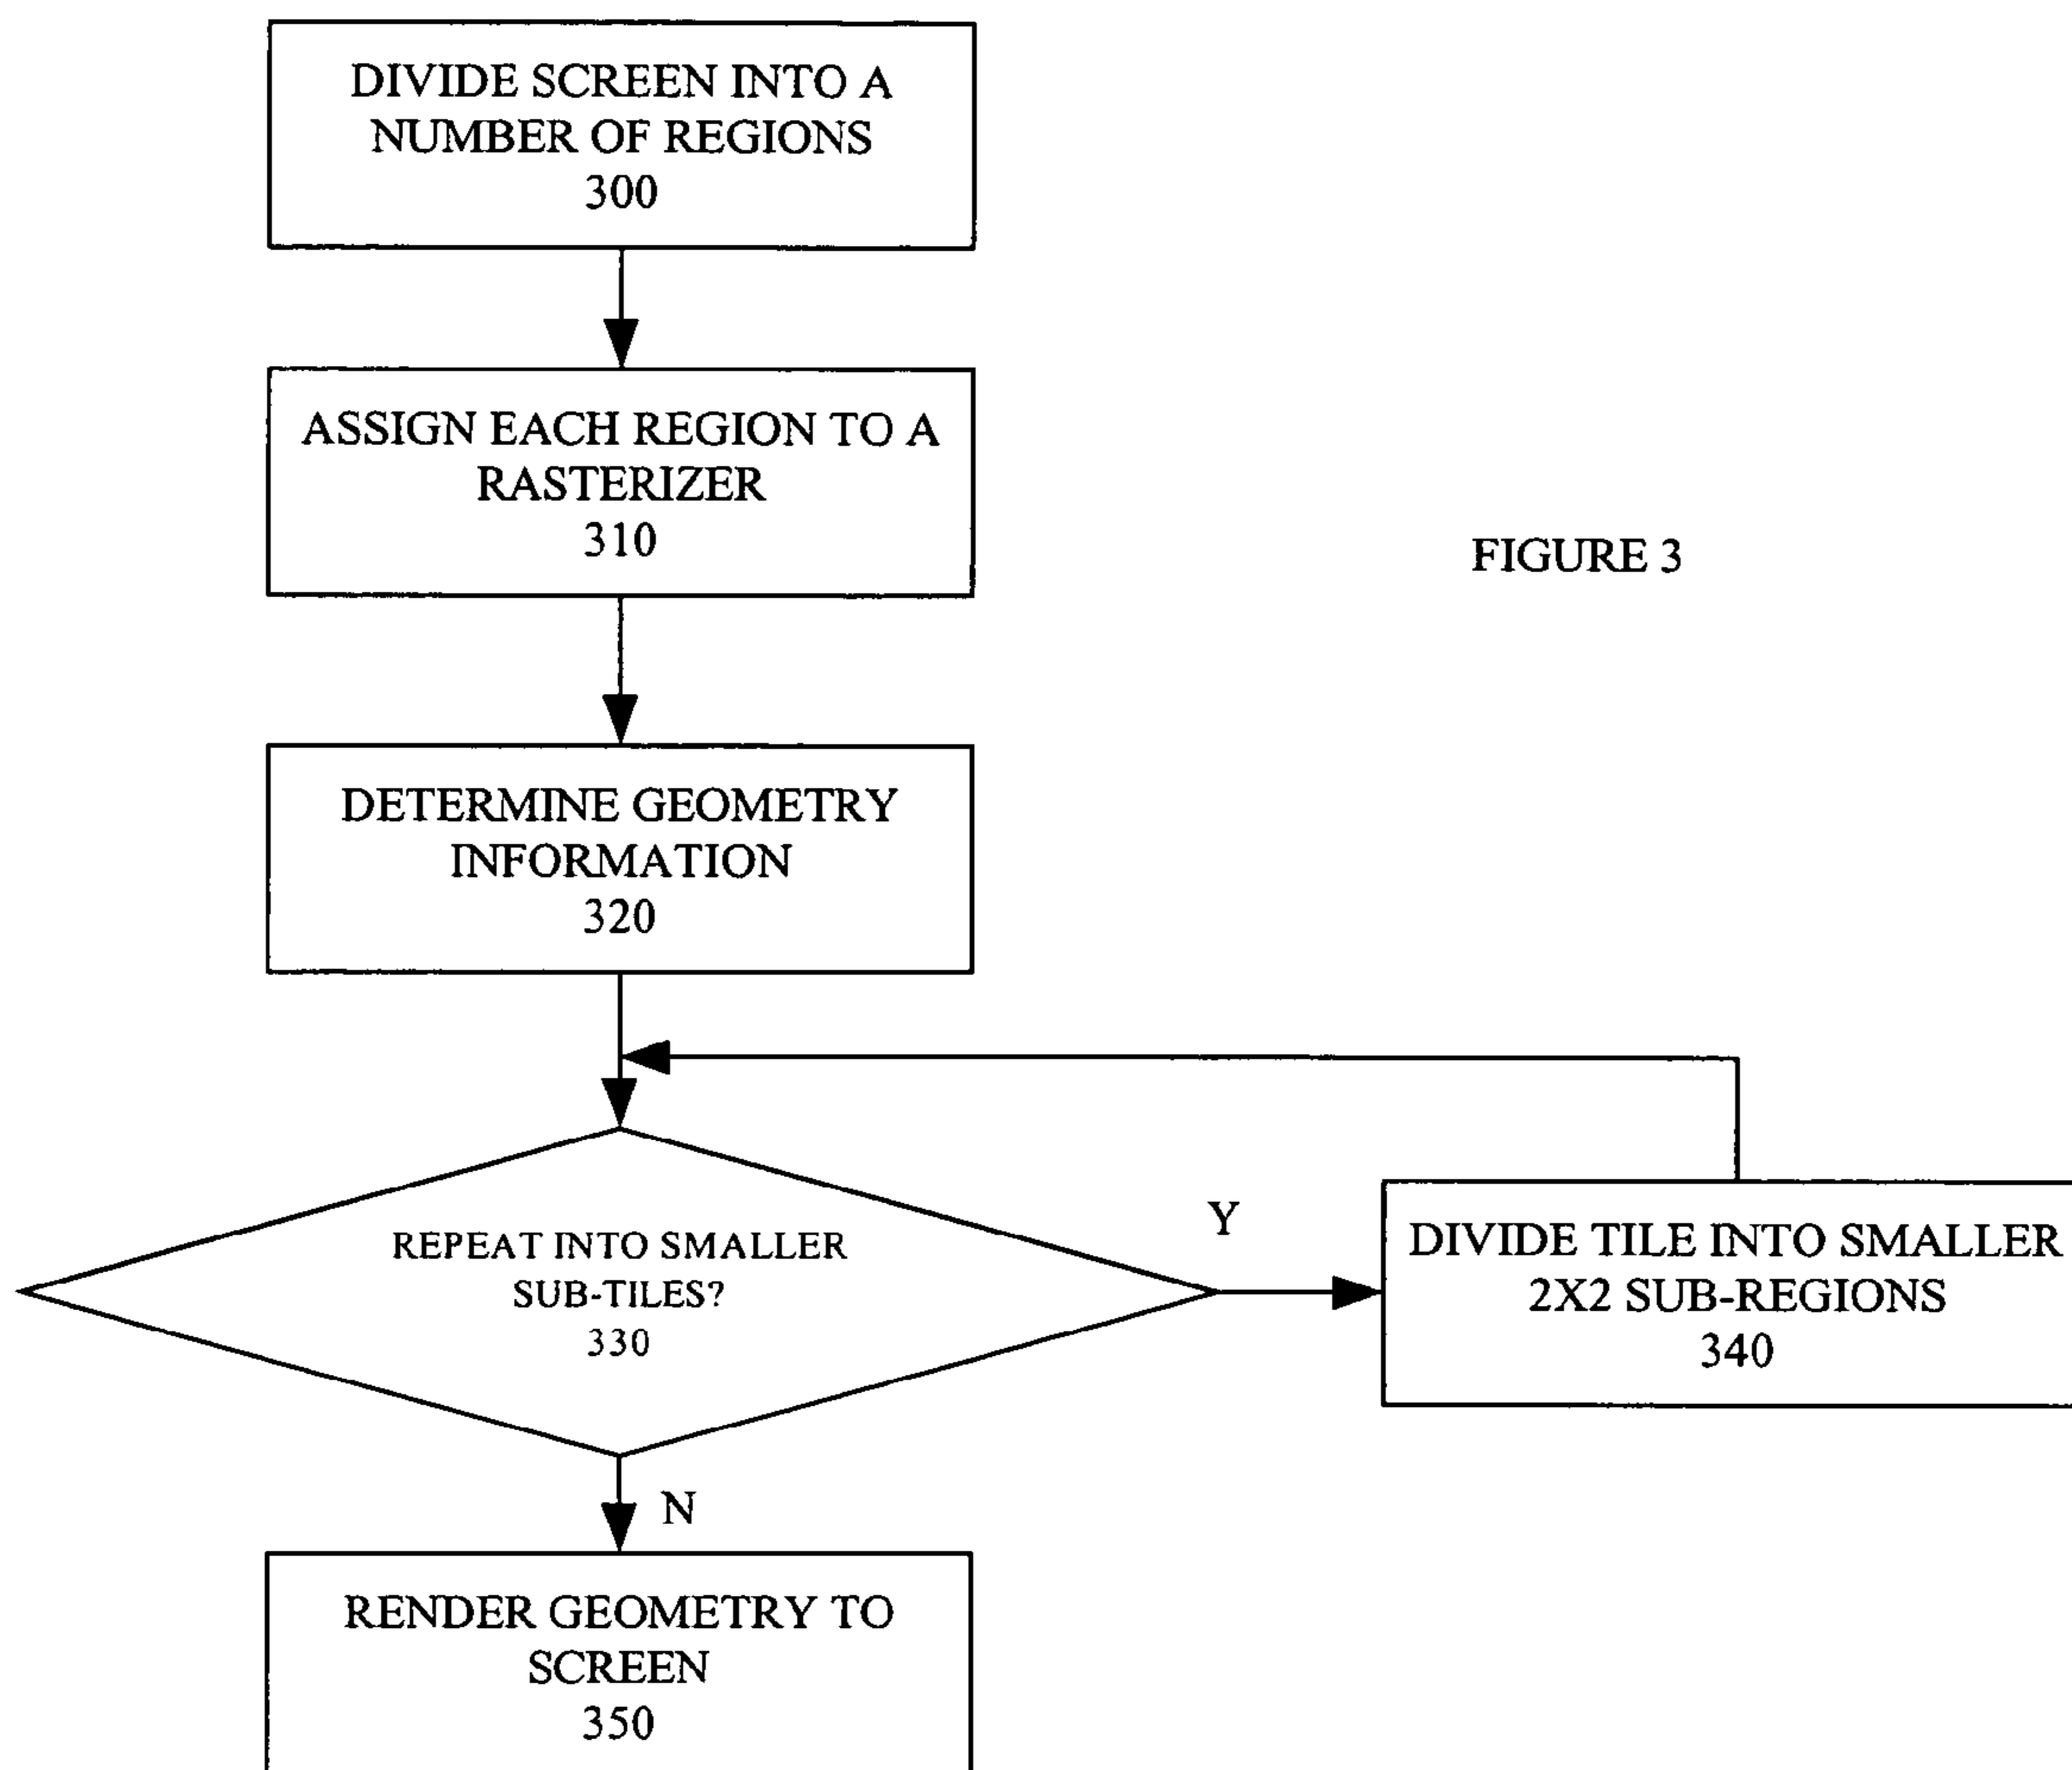 DIVIDE SCREEN INTO A
NUMBER OF REGIONS
300
ASSIGN EACH REGION TO A
RASTERIZER
310
FIGURE 3
DETERMINE GEOMETRY
INFORMATION
320
REPEAT INTO SMALLER
SUB-TILES?
330
Y
DIVIDE TILE INTO SMALLER
2X2 SUB-REGIONS
340
N
RENDER GEOMETRY TO
SCREEN
350